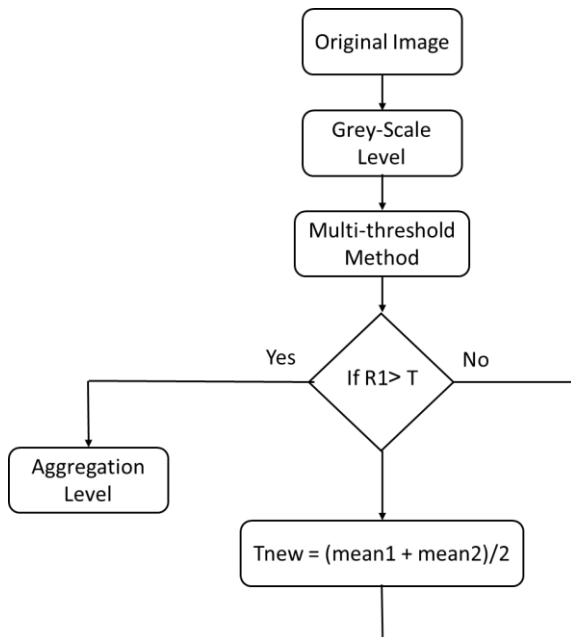 Original Image
Grey-Scale
Level
Multi-threshold
Method
Yes
No
If R1> T
Aggregation
Level
Tnew = (mean1 + mean2)/2